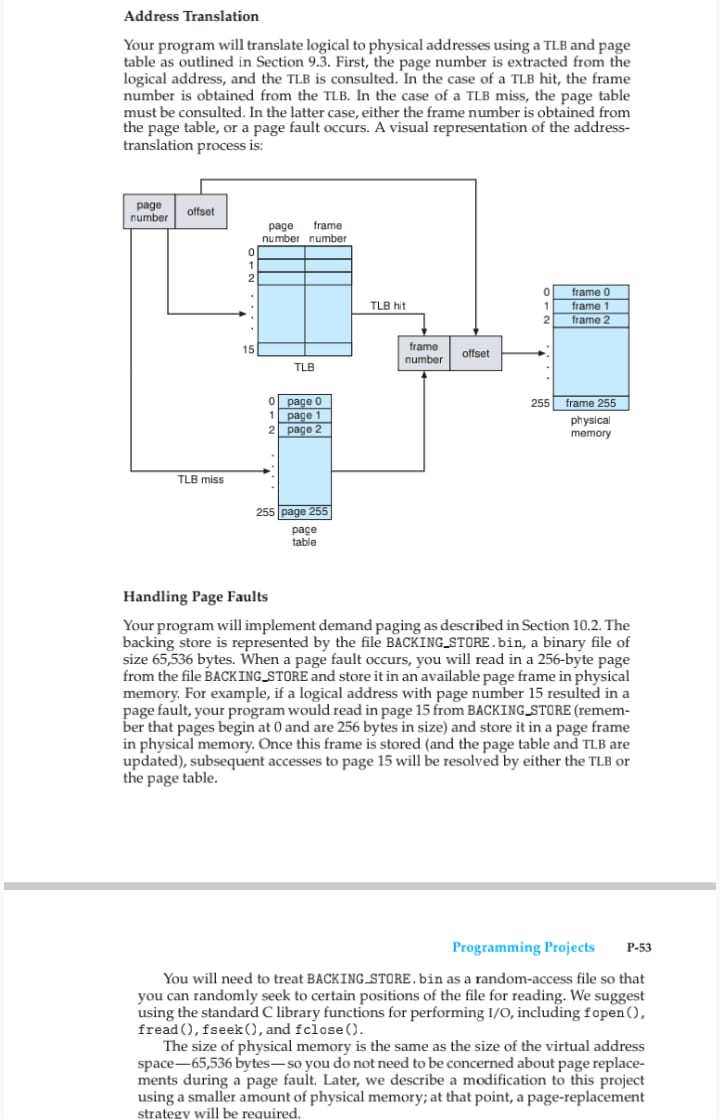 Address Translation
Your program will translate logical to physical addresses using a TLB and page
table as outlined in Section 9.3. First, the page number is extracted from the
logical address, and the TLB is consulted. In the case of a TLB hit, the frame
number is obtained from the TLB. In the case of a TLB miss, the page table
must be consulted. In the latter case, either the frame number is obtained from
the page table, or a page fault occurs. A visual representation of the address-
translation process is:
page
number
offset
page frame
number number
0
1
2
15
TLB
TLB hit
frame
number
offset
0 frame 0
1 frame 1
2 frame 2
255 frame 255
physical
memory
0 page 0
1 page 1
2 page 2
TLB miss
255 page 255
page
table
Handling Page Faults
Your program will implement demand paging as described in Section 10.2. The
backing store is represented by the file BACKING_STORE.bin, a binary file of
size 65,536 bytes. When a page fault occurs, you will read in a 256-byte page
from the file BACKING_STORE and store it in an available page frame in physical
memory. For example, if a logical address with page number 15 resulted in a
page fault, your program would read in page 15 from BACKING_STORE (remem-
ber that pages begin at 0 and are 256 bytes in size) and store it in a page frame
in physical memory. Once this frame is stored (and the page table and TLB are
updated), subsequent accesses to page 15 will be resolved by either the TLB or
the page table.
Programming Projects P-53
You will need to treat BACKING_STORE.bin as a random-access file so that
you can randomly seek to certain positions of the file for reading. We suggest
using the standard C library functions for performing I/O, including fopen(),
fread(), fseek(), and fclose().
The size of physical memory is the same as the size of the virtual address
space—65,536 bytes—so you do not need to be concerned about page replace-
ments during a page fault. Later, we describe a modification to this project
using a smaller amount of physical memory; at that point, a page-replacement
strategy will be required.